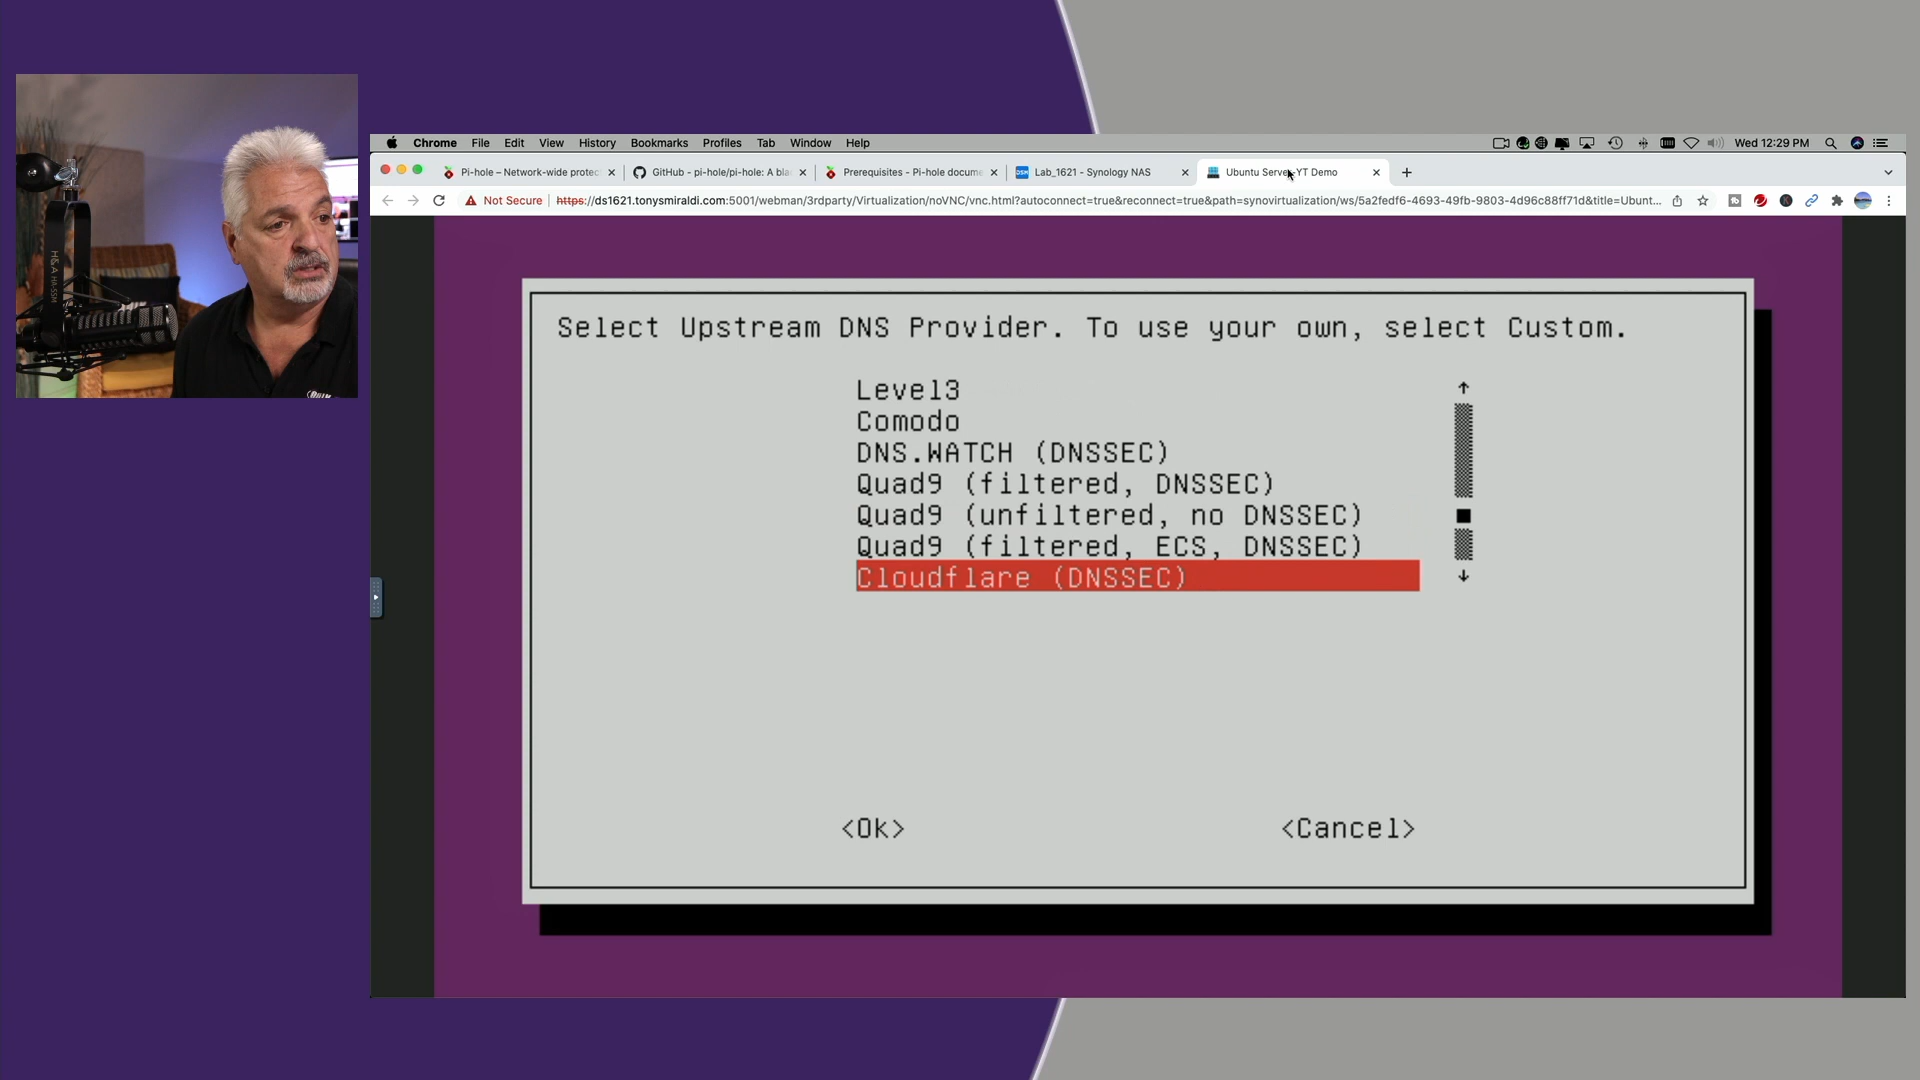 Chrome File Edit View History Bookmarks Profiles Tab Window Help Wed 12:29 PM
Pi-hole – Network-wide protec GitHub - pi-hole/pi-hole: A bla Prerequisites - Pi-hole docume DSM Lab_1621 - Synology NAS Ubuntu Serve YT Demo
Not Secure https://ds1621.tonysmiraldi.com:5001/webman/3rdparty/Virtualization/noVNC/vnc.html?autoconnect=true&reconnect=true&path=synovirtualization/ws/5a2fedf6-4693-49fb-9803-4d96c88ff71d&title=Ubunt...
H&A HA-SSM
Select Upstream DNS Provider. To use your own, select Custom.
Level3
Comodo
DNS.WATCH (DNSSEC)
Quad9 (filtered, DNSSEC)
Quad9 (unfiltered, no DNSSEC)
Quad9 (filtered, ECS, DNSSEC)
Cloudflare (DNSSEC)
<Ok> <Cancel>